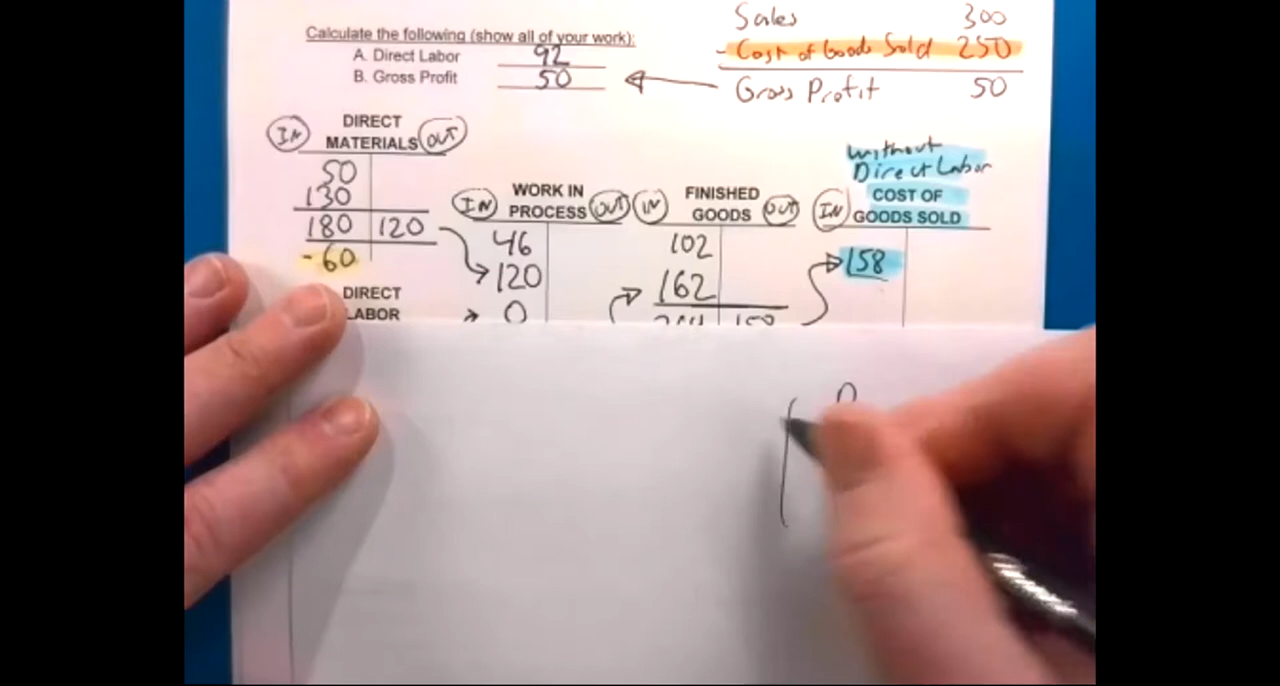 Sales 300
- Cost of Goods Sold 250
Gross Profit 50
Calculate the following (show all of your work):
A. Direct Labor 92
B. Gross Profit 50
IN DIRECT MATERIALS OUT
50
130
180 120
- 60
DIRECT
LABOR
IN WORK IN PROCESS OUT
46
120
0
IN FINISHED GOODS OUT
102
162
without
Direct Labor
IN COST OF
GOODS SOLD
158